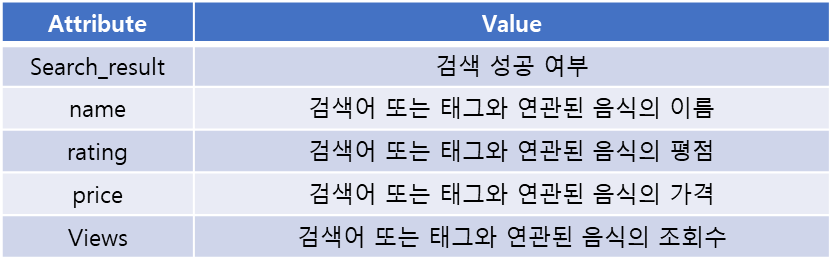 Attribute Value
Search_result 검색 성공 여부
name 검색어 또는 태그와 연관된 음식의 이름
rating 검색어 또는 태그와 연관된 음식의 평점
price 검색어 또는 태그와 연관된 음식의 가격
Views 검색어 또는 태그와 연관된 음식의 조회수